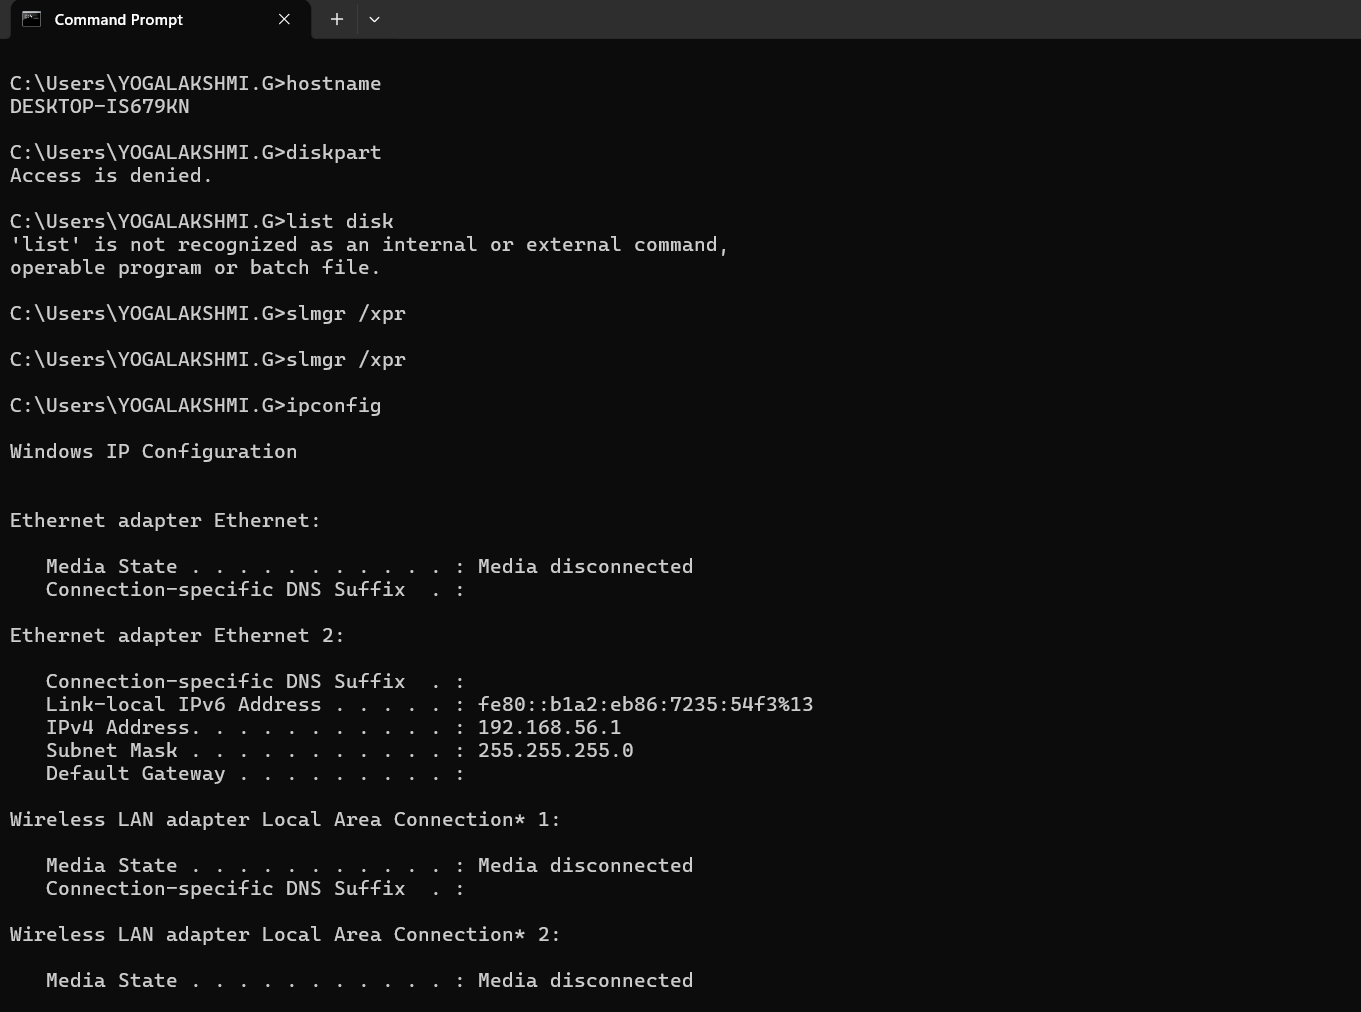 Command Prompt
C:\Users\YOGALAKSHMI.G>hostname
DESKTOP-IS679KN
C:\Users\YOGALAKSHMI.G>diskpart
Access is denied.
C:\Users\YOGALAKSHMI.G>list disk
'list' is not recognized as an internal or external command,
operable program or batch file.
C:\Users\YOGALAKSHMI.G>slmgr /xpr
C:\Users\YOGALAKSHMI.G>slmgr /xpr
C:\Users\YOGALAKSHMI.G>ipconfig
Windows IP Configuration
Ethernet adapter Ethernet:
   Media State . . . . . . . . . . . : Media disconnected
   Connection-specific DNS Suffix  . :
Ethernet adapter Ethernet 2:
   Connection-specific DNS Suffix  . :
   Link-local IPv6 Address . . . . . : fe80::b1a2:eb86:7235:54f3%13
   IPv4 Address. . . . . . . . . . . : 192.168.56.1
   Subnet Mask . . . . . . . . . . . : 255.255.255.0
   Default Gateway . . . . . . . . . :
Wireless LAN adapter Local Area Connection* 1:
   Media State . . . . . . . . . . . : Media disconnected
   Connection-specific DNS Suffix  . :
Wireless LAN adapter Local Area Connection* 2:
   Media State . . . . . . . . . . . : Media disconnected